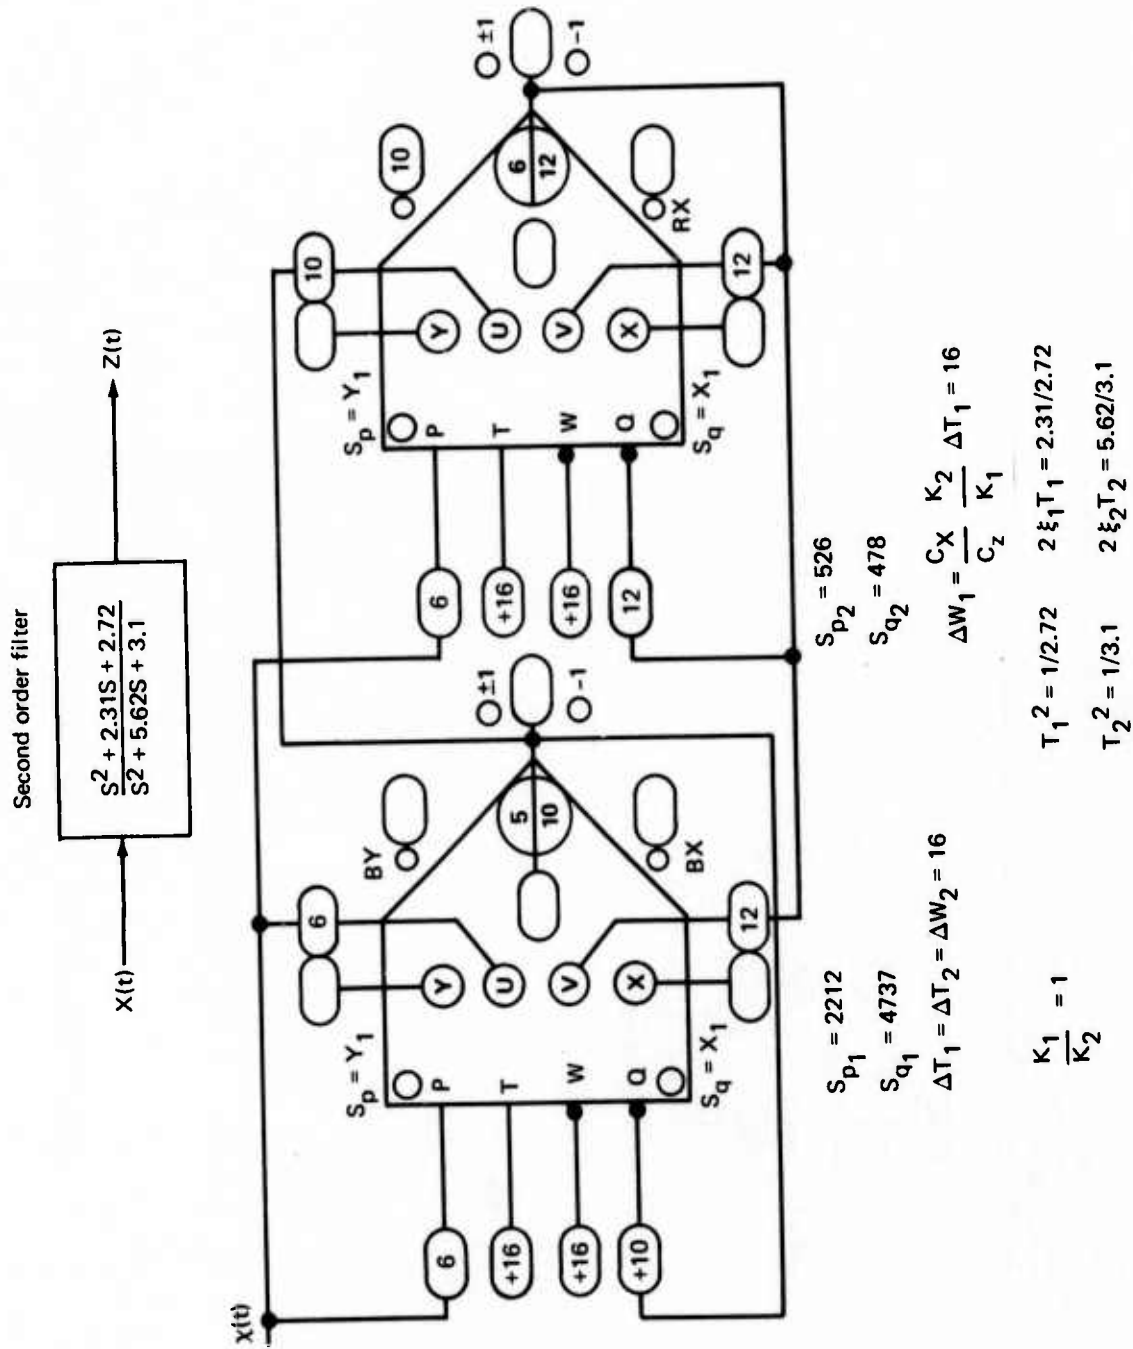 Second order filter
X(t)
S² + 2.31S + 2.72
S² + 5.62S + 3.1
Z(t)
χ(t)
6
+16
+16
+10
Sp = Y1
P
T
W
Q
Sq = X1
6
Y
U
V
X
12
BY
5
10
BX
±1
-1
6
+16
+16
12
Sp = Y1
P
T
W
Q
Sq = X1
10
Y
U
V
X
12
10
6
12
RX
±1
-1
Sp1 = 2212
Sq1 = 4737
ΔT1 = ΔT2 = ΔW2 = 16
K1
K2
= 1
Sp2 = 526
Sq2 = 478
ΔW1 = CX/Cz K2/K1 ΔT1 = 16
T1² = 1/2.72 2ξ1T1 = 2.31/2.72
T2² = 1/3.1 2ξ2T2 = 5.62/3.1